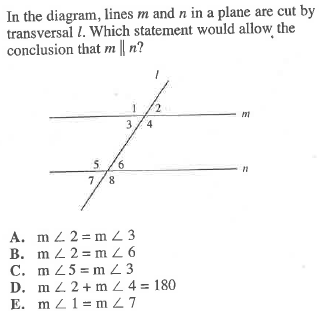 In the diagram, lines m and n in a plane are cut by
transversal l. Which statement would allow the
conclusion that m ∥ n?
l
1 2
m
3 4
5 6
n
7 8
A. m ∠ 2 = m ∠ 3
B. m ∠ 2 = m ∠ 6
C. m ∠ 5 = m ∠ 3
D. m ∠ 2 + m ∠ 4 = 180
E. m ∠ 1 = m ∠ 7